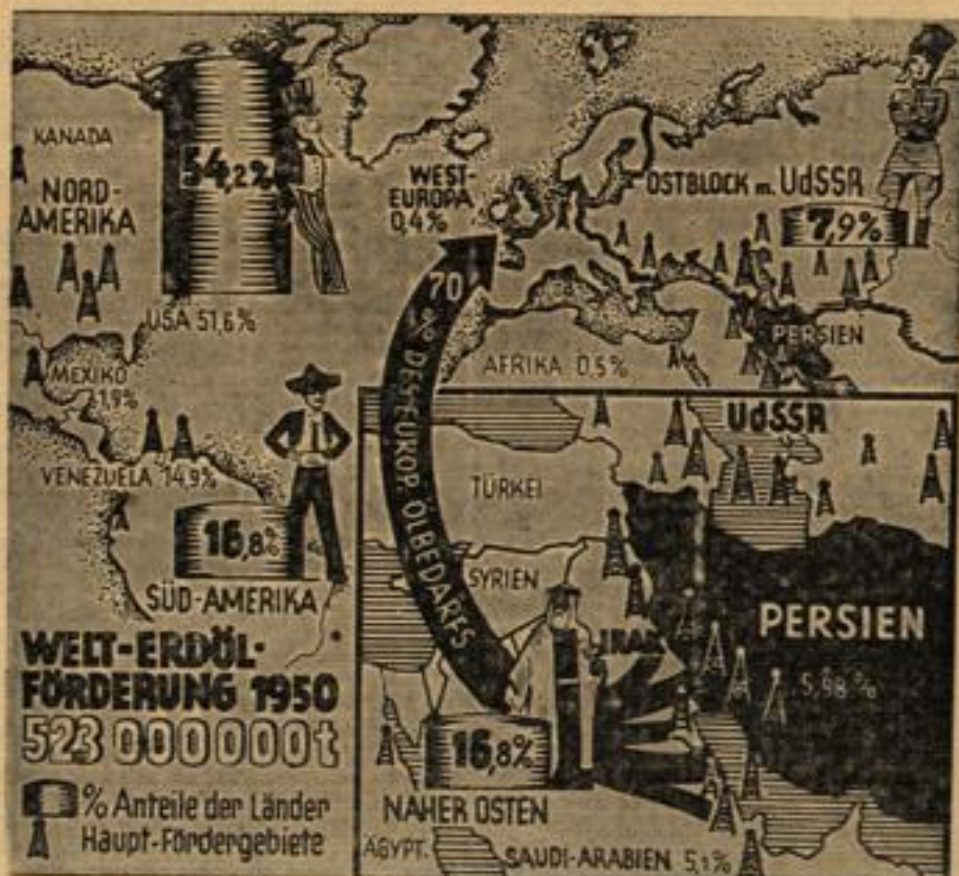 KANADA
NORD-
AMERIKA
54,2%
USA 51,6%
MEXIKO
1,9%
VENEZUELA 14,9%
16,8%
SÜD-AMERIKA
WEST-
EUROPA
0,4%
OSTBLOCK m. UdSSR
7,9%
PERSIEN
AFRIKA 0,5%
70 % DES EUROP. ÖLBEDARFS
UdSSR
TÜRKEI
SYRIEN
IRAK
PERSIEN
5,98%
16,8%
NAHER OSTEN
ÄGYPT.
SAUDI-ARABIEN 5,1%
WELT-ERDÖL-
FÖRDERUNG 1950
523 000 000 t
% Anteile der Länder
Haupt-Fördergebiete